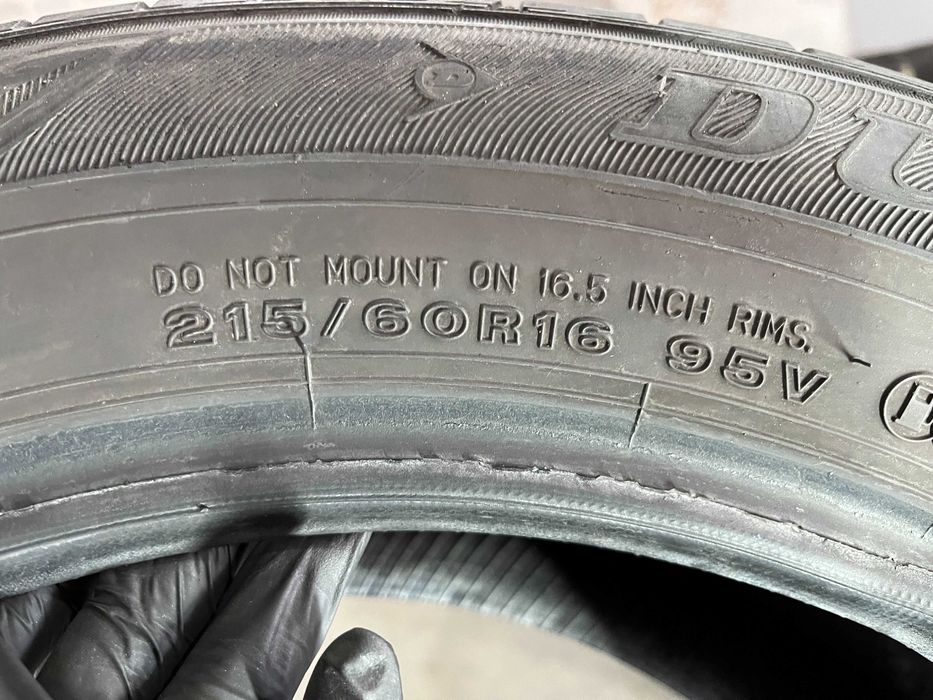 DO NOT MOUNT ON 16.5 INCH RIMS.
215/60R16 95V